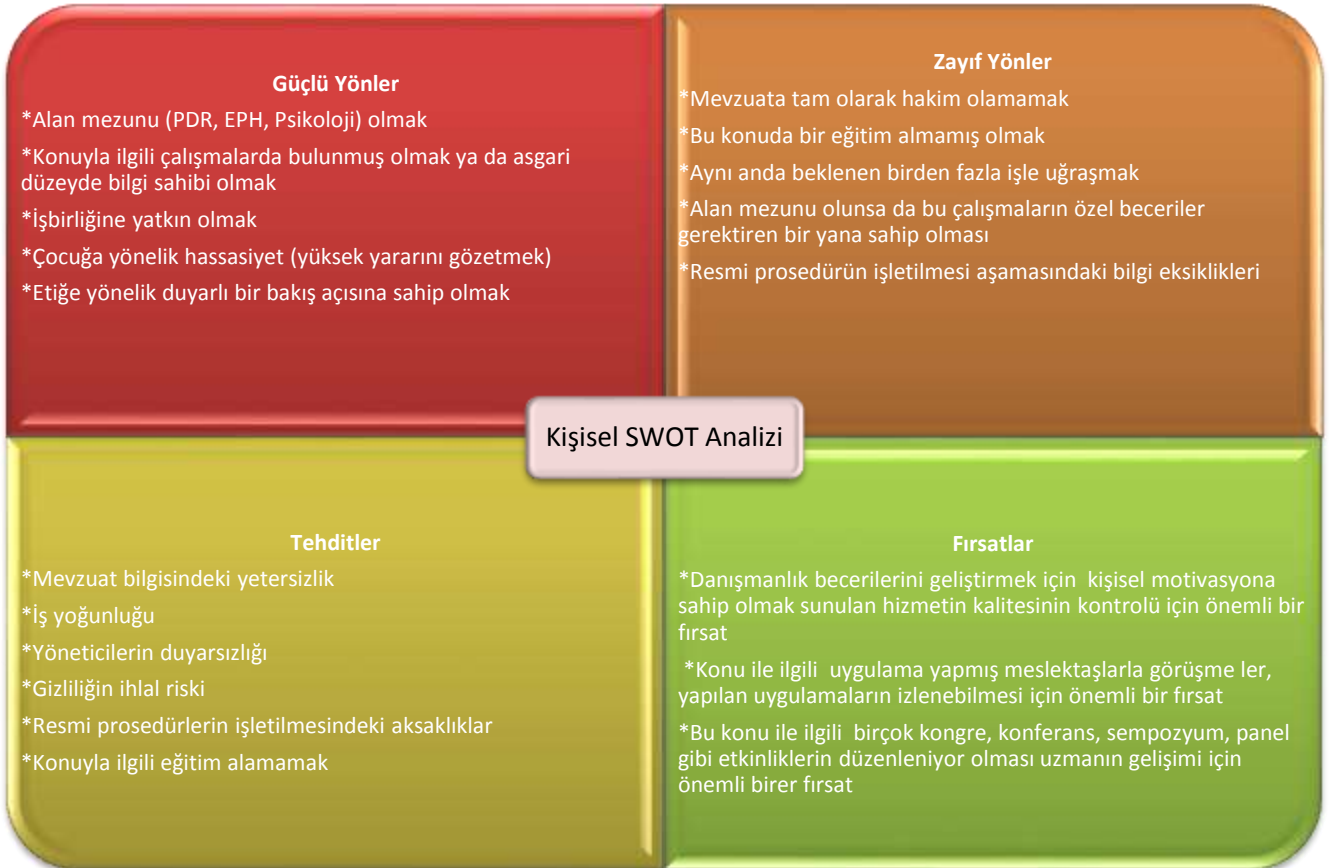 Güçlü Yönler
*Alan mezunu (PDR, EPH, Psikoloji) olmak
*Konuyla ilgili çalışmalarda bulunmuş olmak ya da asgari
düzeyde bilgi sahibi olmak
*İşbirliğine yatkın olmak
*Çocuğa yönelik hassasiyet (yüksek yararını gözetmek)
*Etiğe yönelik duyarlı bir bakış açısına sahip olmak
Zayıf Yönler
*Mevzuata tam olarak hakim olamamak
*Bu konuda bir eğitim almamış olmak
*Aynı anda beklenen birden fazla işle uğraşmak
*Alan mezunu olunsa da bu çalışmaların özel beceriler
gerektiren bir yana sahip olması
*Resmi prosedürün işletilmesi aşamasındaki bilgi eksiklikleri
Kişisel SWOT Analizi
Tehditler
*Mevzuat bilgisindeki yetersizlik
*İş yoğunluğu
*Yöneticilerin duyarsızlığı
*Gizliliğin ihlal riski
*Resmi prosedürlerin işletilmesindeki aksaklıklar
*Konuyla ilgili eğitim alamamak
Fırsatlar
*Danışmanlık becerilerini geliştirmek için kişisel motivasyona
sahip olmak sunulan hizmetin kalitesinin kontrolü için önemli bir
fırsat
*Konu ile ilgili uygulama yapmış meslektaşlarla görüşme ler,
yapılan uygulamaların izlenebilmesi için önemli bir fırsat
*Bu konu ile ilgili birçok kongre, konferans, sempozyum, panel
gibi etkinliklerin düzenleniyor olması uzmanın gelişimi için
önemli birer fırsat